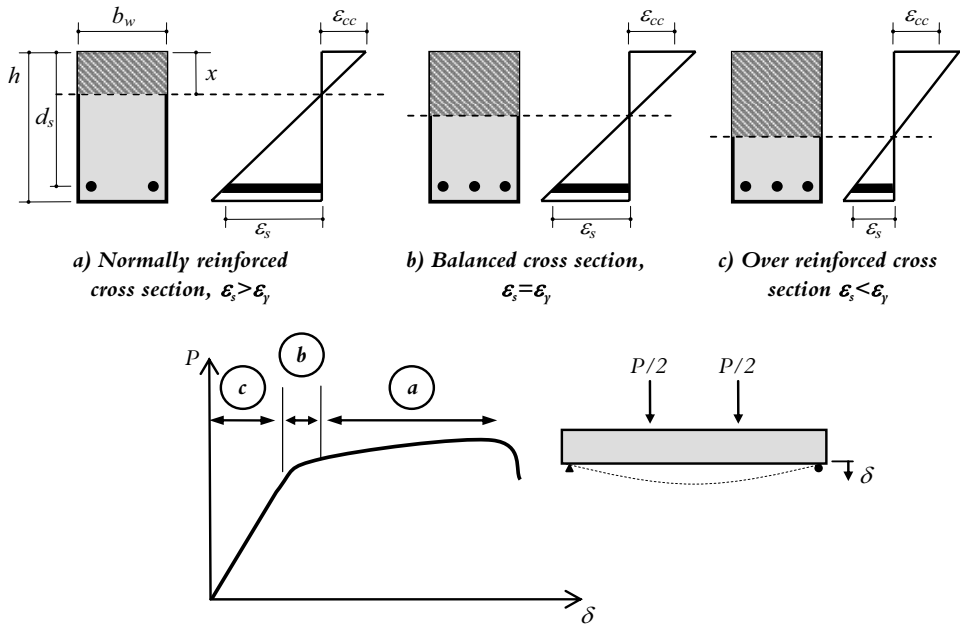 b_w
ε_cc
ε_cc
ε_cc
h
d_s
x
ε_s
ε_s
ε_s
a) Normally reinforced
cross section, ε_s>ε_y
b) Balanced cross section,
ε_s=ε_y
c) Over reinforced cross
section ε_s<ε_y
P
c
b
a
δ
P/2
P/2
δ